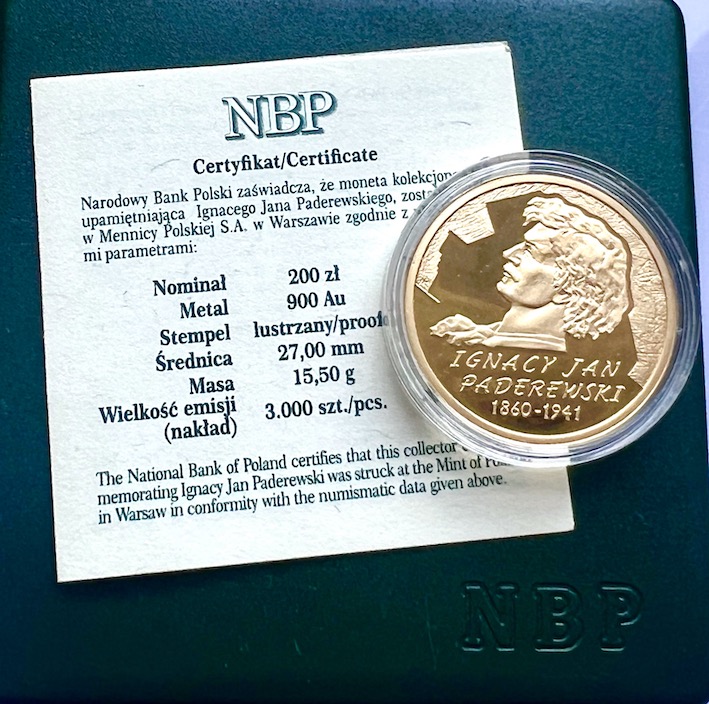 NBP
Certyfikat/Certificate
Narodowy Bank Polski zaświadcza, że moneta
upamiętniająca Ignacego Jana Paderewskiego,
w Mennicy Polskiej S.A. w Warszawie zgodnie z
mi parametrami:
Nominał 200 zł
Metal 900 Au
Stempel lustrzany/proof
Średnica 27,00 mm
Masa 15,50 g
Wielkość emisji 3.000 szt./pcs.
(nakład)
The National Bank of Poland certifies that this collector
memorating Ignacy Jan Paderewski was struck at the Mint of
in Warsaw in conformity with the numismatic data given above.
IGNACY JAN
PADEREWSKI
1860-1941
NBP